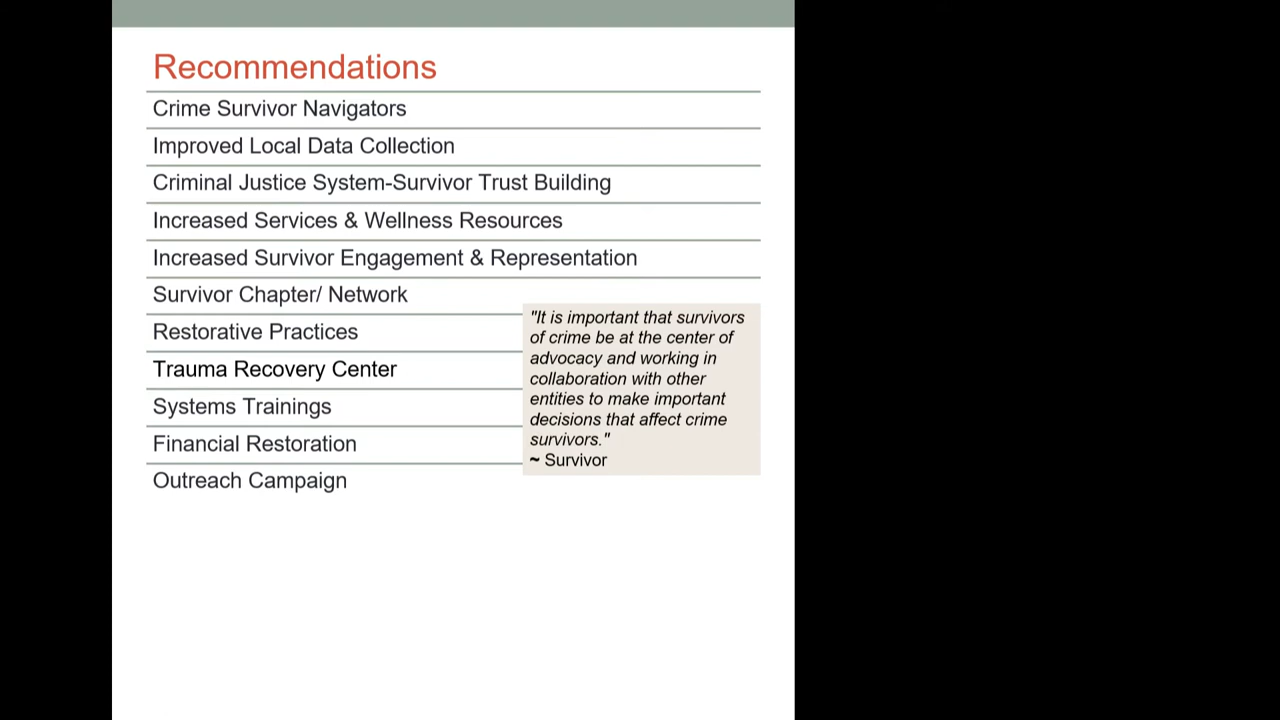 Recommendations
Crime Survivor Navigators
Improved Local Data Collection
Criminal Justice System-Survivor Trust Building
Increased Services & Wellness Resources
Increased Survivor Engagement & Representation
Survivor Chapter/ Network
Restorative Practices
Trauma Recovery Center
Systems Trainings
Financial Restoration
Outreach Campaign
"It is important that survivors
of crime be at the center of
advocacy and working in
collaboration with other
entities to make important
decisions that affect crime
survivors."
~ Survivor